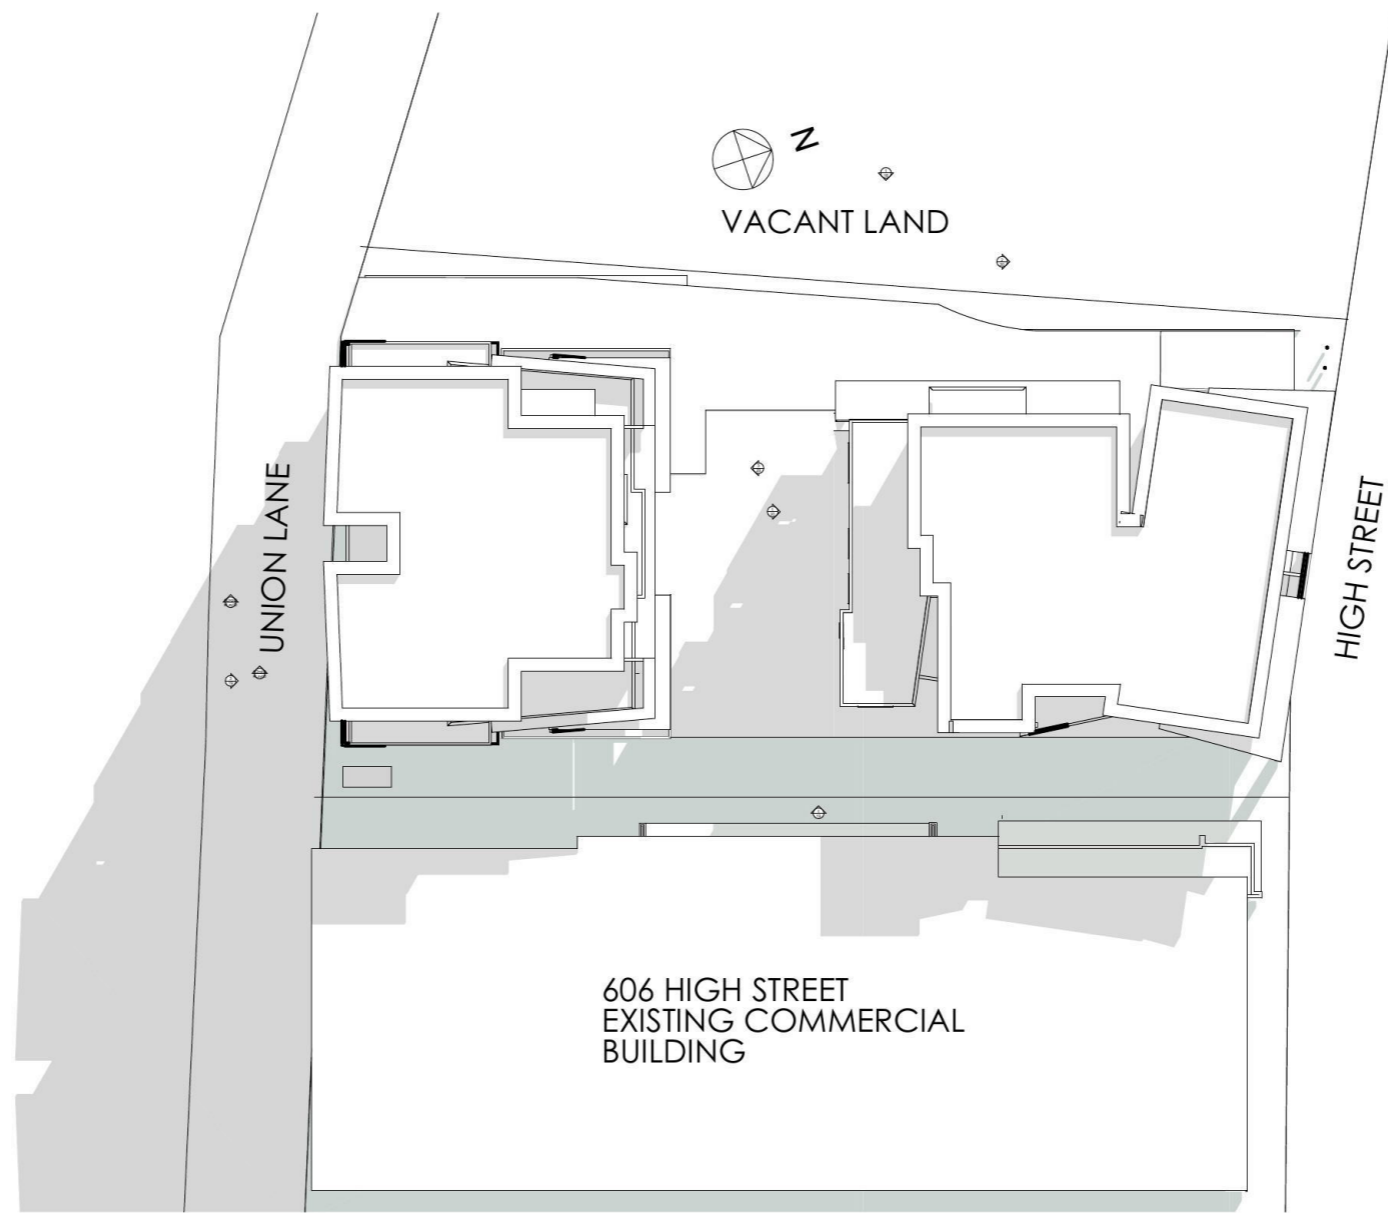 N
VACANT LAND
UNION LANE
HIGH STREET
606 HIGH STREET
EXISTING COMMERCIAL
BUILDING